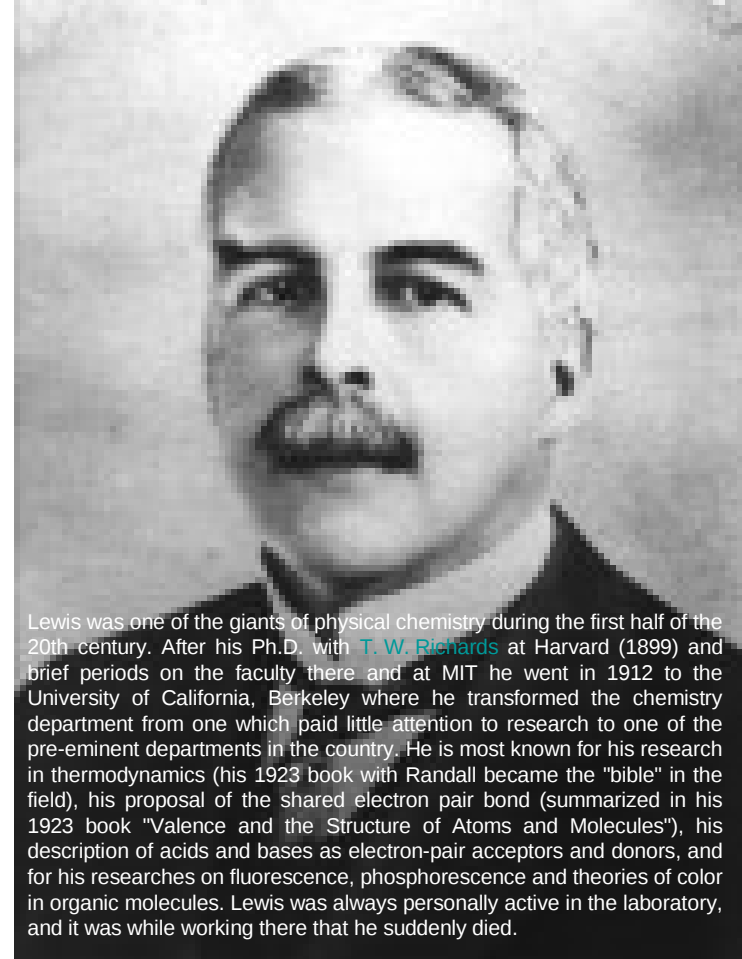 Lewis was one of the giants of physical chemistry during the first half of the
20th century. After his Ph.D. with T. W. Richards at Harvard (1899) and
brief periods on the faculty there and at MIT he went in 1912 to the
University of California, Berkeley where he transformed the chemistry
department from one which paid little attention to research to one of the
pre-eminent departments in the country. He is most known for his research
in thermodynamics (his 1923 book with Randall became the "bible" in the
field), his proposal of the shared electron pair bond (summarized in his
1923 book "Valence and the Structure of Atoms and Molecules"), his
description of acids and bases as electron-pair acceptors and donors, and
for his researches on fluorescence, phosphorescence and theories of color
in organic molecules. Lewis was always personally active in the laboratory,
and it was while working there that he suddenly died.